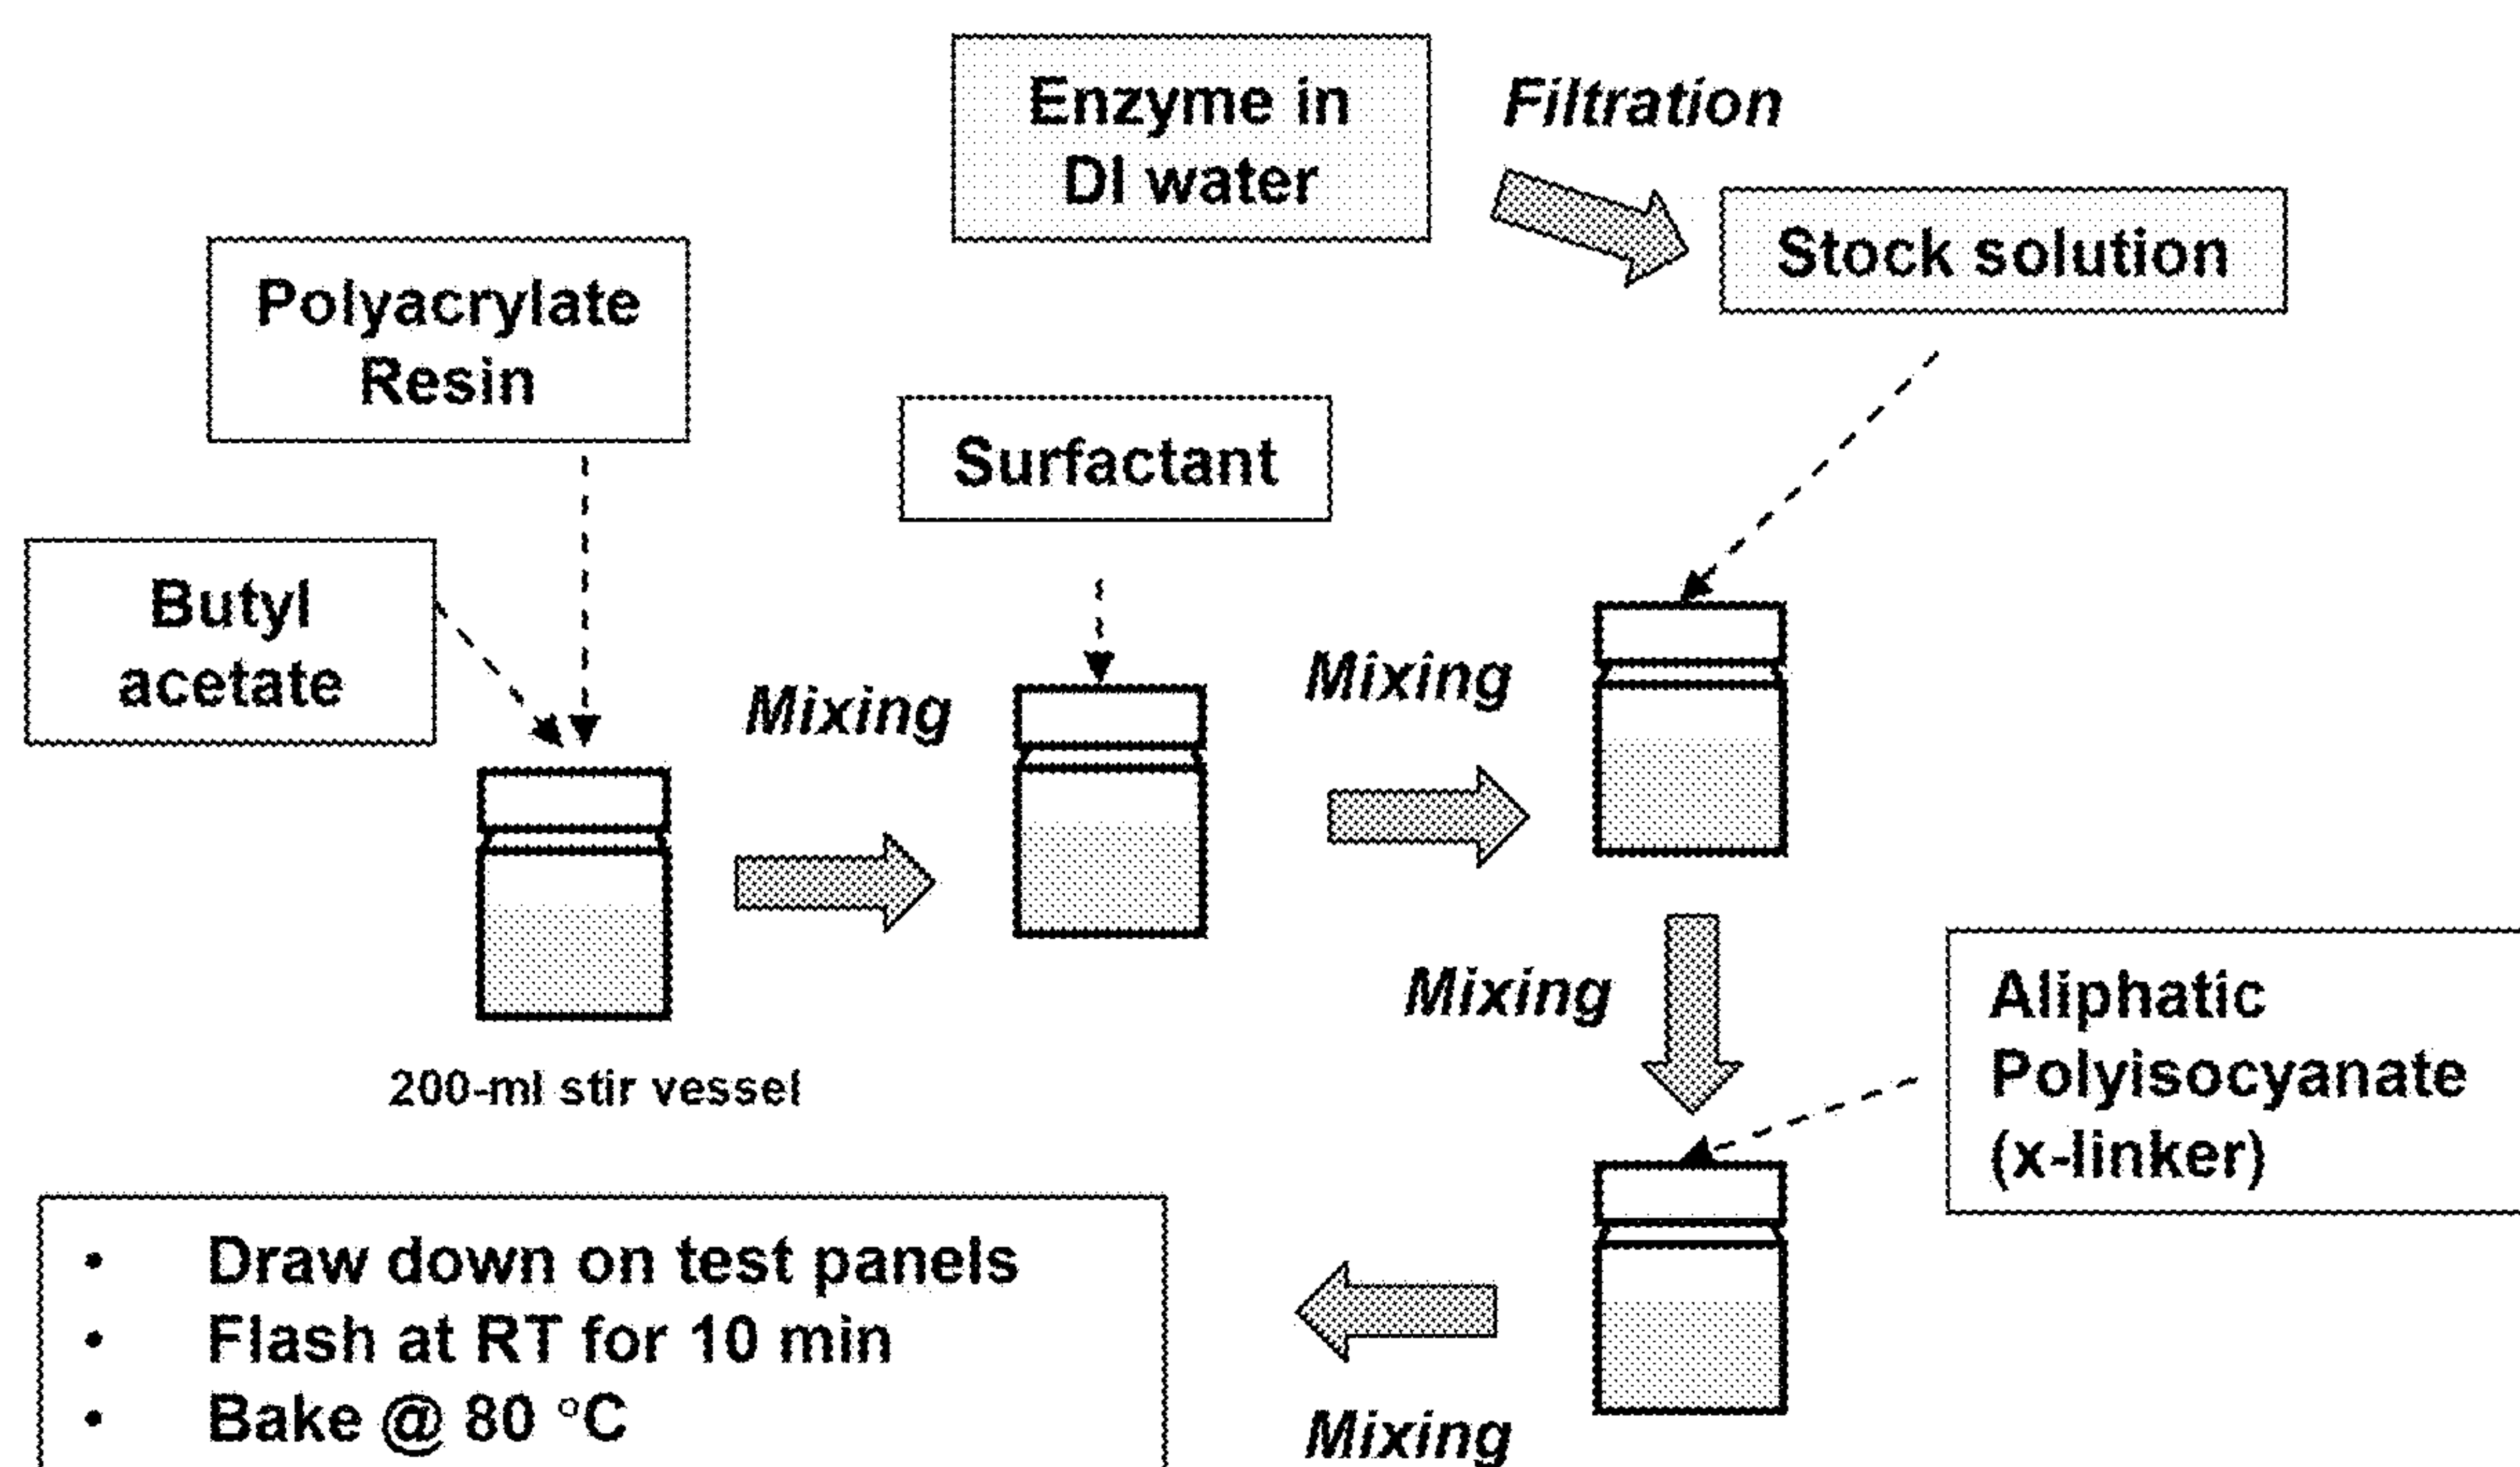 Enzyme in
DI water
Filtration
Stock solution
Polyacrylate
Resin
Surfactant
Butyl
acetate
Mixing
Mixing
200-ml stir vessel
Mixing
Aliphatic
Polyisocyanate
(x-linker)
• Draw down on test panels
• Flash at RT for 10 min
• Bake @ 80 °C
Mixing